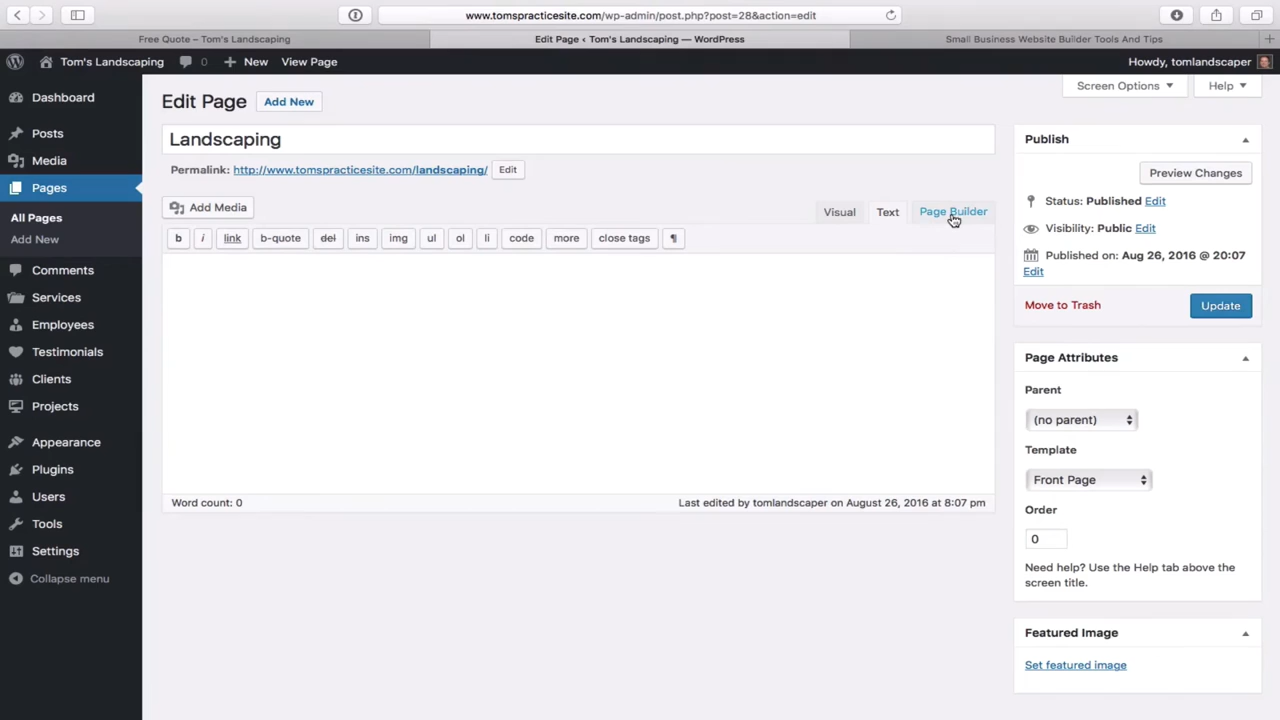 www.tomspracticesite.com/wp-admin/post.php?post=28&action=edit
Free Quote – Tom's Landscaping
Edit Page ‹ Tom's Landscaping — WordPress
Small Business Website Builder Tools And Tips
Tom's Landscaping
0
New
View Page
Howdy, tomlandscaper
Screen Options
Help
Dashboard
Posts
Media
Pages
All Pages
Add New
Comments
Services
Employees
Testimonials
Clients
Projects
Appearance
Plugins
Users
Tools
Settings
Collapse menu
Edit Page
Add New
Landscaping
Permalink: http://www.tomspracticesite.com/landscaping/ Edit
Add Media
Visual
Text
Page Builder
b
i
link
b-quote
del
ins
img
ul
ol
li
code
more
close tags
¶
Word count: 0
Last edited by tomlandscaper on August 26, 2016 at 8:07 pm
Publish
Preview Changes
Status: Published Edit
Visibility: Public Edit
Published on: Aug 26, 2016 @ 20:07
Edit
Move to Trash
Update
Page Attributes
Parent
(no parent)
Template
Front Page
Order
0
Need help? Use the Help tab above the
screen title.
Featured Image
Set featured image